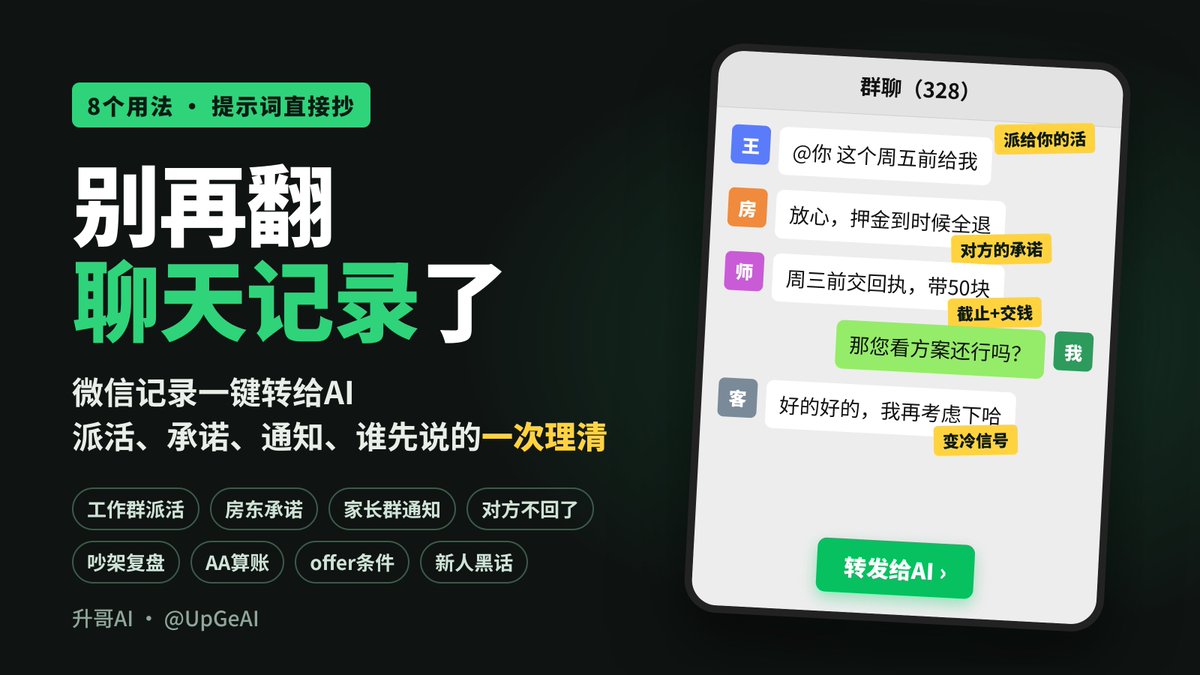 8个用法 · 提示词直接抄
别再翻
聊天记录了
微信记录一键转给AI
派活、承诺、通知、谁先说的一次理清
工作群派活
房东承诺
家长群通知
对方不回了
吵架复盘
AA算账
offer条件
新人黑话
升哥AI · @UpGeAI
群聊（328）
王
@你 这个周五前给我
派给你的活
房
放心，押金到时候全退
对方的承诺
师
周三前交回执，带50块
截止+交钱
那您看方案还行吗？
我
客
好的好的，我再考虑下哈
变冷信号
转发给AI ›